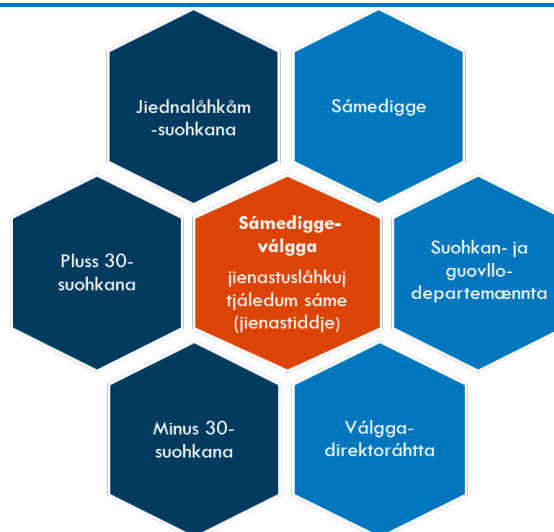 Jiednalåhkåm
-suohkana
Sámedigge
Pluss 30-
suohkana
Sámedigge-
válgga
jienastuslåhkuj
tjáledum sáme
(jienastiddje)
Suohkan- ja
guovllo-
departemænnta
Minus 30-
suohkana
Válgga-
direktoráhtta